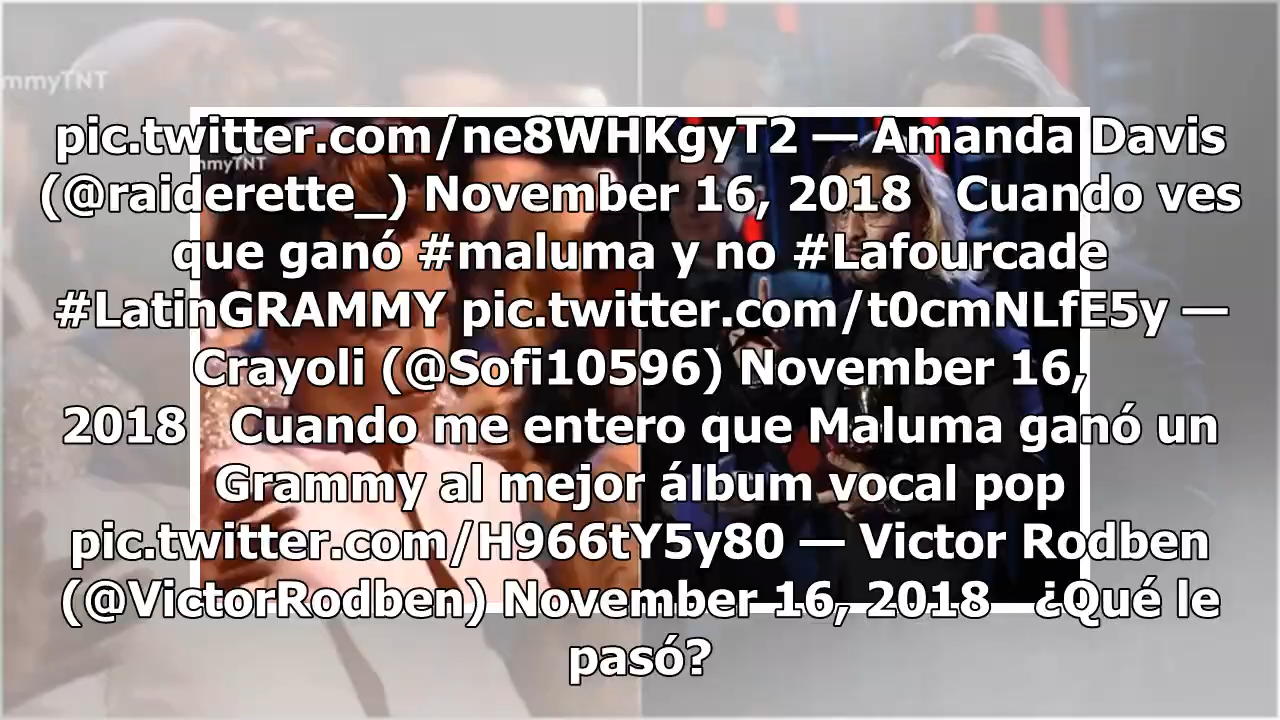 mmyTNT
mmyTNT
pic.twitter.com/ne8WHKgyT2 — Amanda Davis
(@raiderette_) November 16, 2018   Cuando ves
que ganó #maluma y no #Lafourcade
#LatinGRAMMY pic.twitter.com/t0cmNLfE5y —
Crayoli (@Sofi10596) November 16,
2018   Cuando me entero que Maluma ganó un
Grammy al mejor álbum vocal pop
pic.twitter.com/H966tY5y80 — Victor Rodben
(@VictorRodben) November 16, 2018   ¿Qué le
pasó?